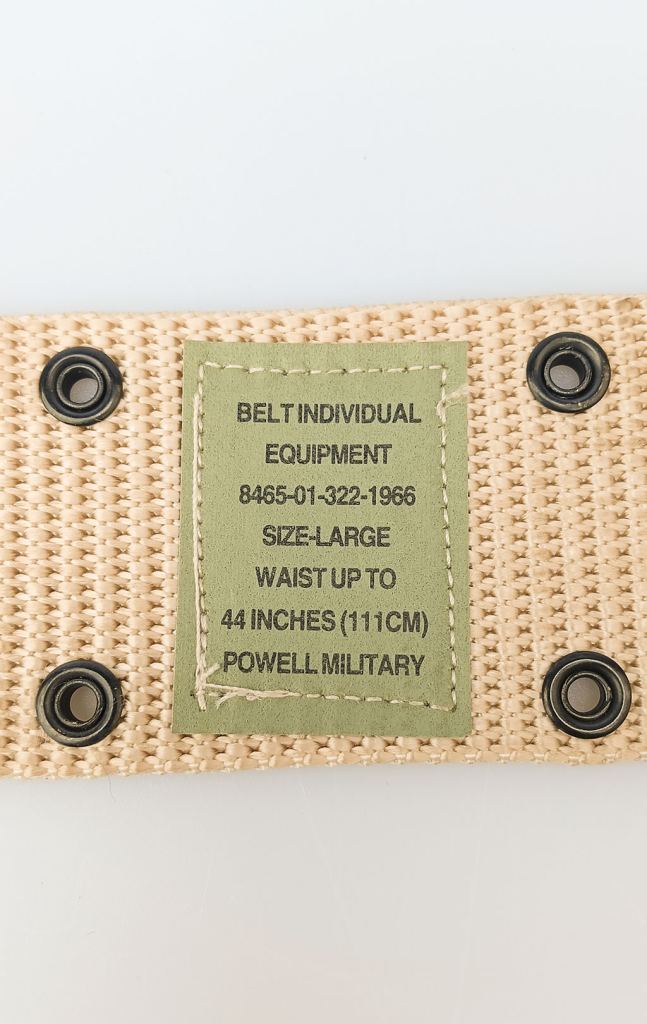 BELT INDIVIDUAL
EQUIPMENT
8465-01-322-1966
SIZE-LARGE
WAIST UP TO
44 INCHES (111CM)
POWELL MILITARY